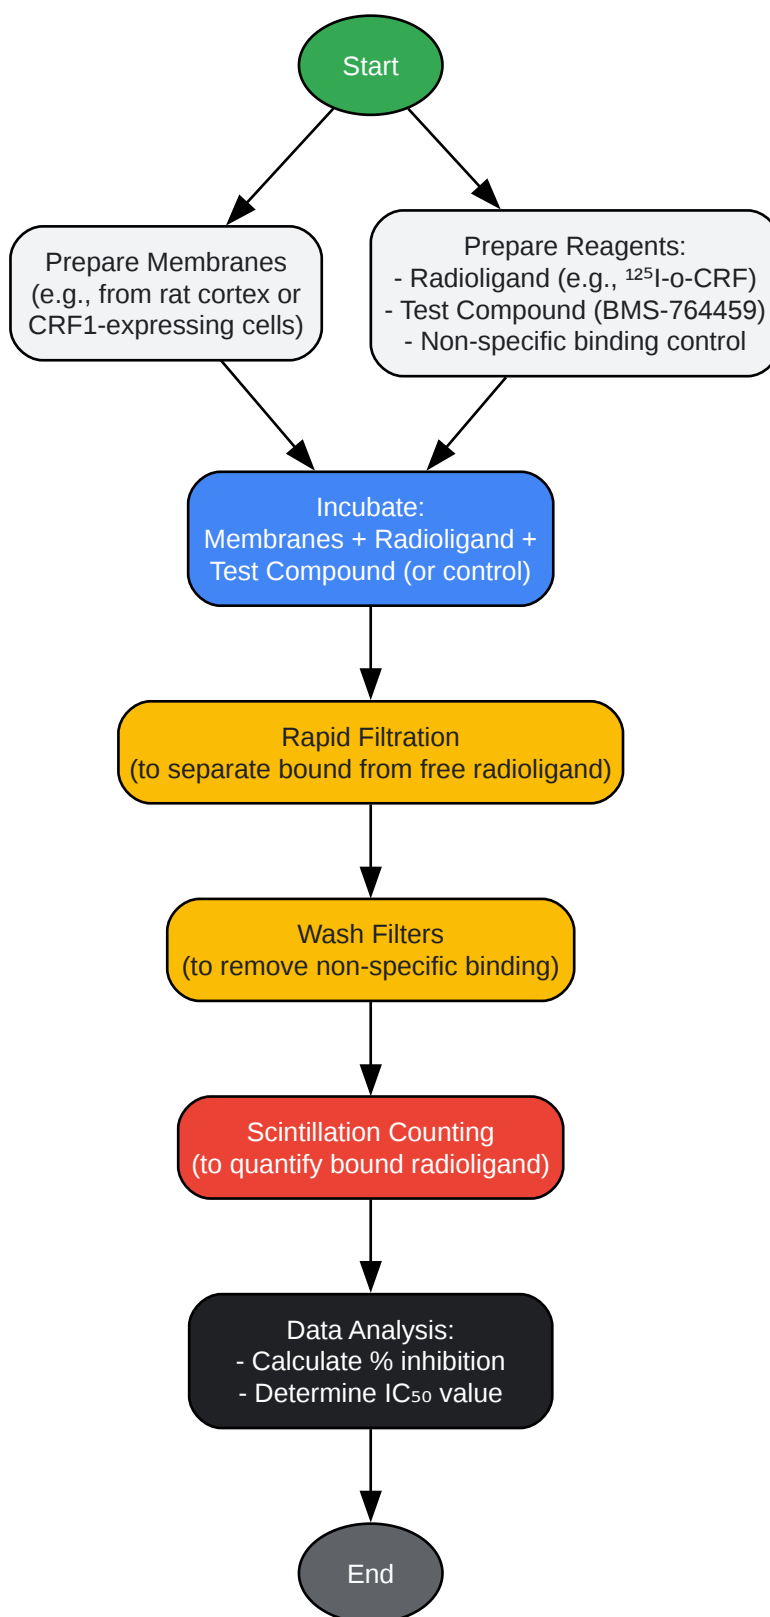 Start
Prepare Membranes
(e.g., from rat cortex or
CRF1-expressing cells)
Prepare Reagents:
- Radioligand (e.g., ¹²⁵I-o-CRF)
- Test Compound (BMS-764459)
- Non-specific binding control
Incubate:
Membranes + Radioligand +
Test Compound (or control)
Rapid Filtration
(to separate bound from free radioligand)
Wash Filters
(to remove non-specific binding)
Scintillation Counting
(to quantify bound radioligand)
Data Analysis:
- Calculate % inhibition
- Determine IC₅₀ value
End